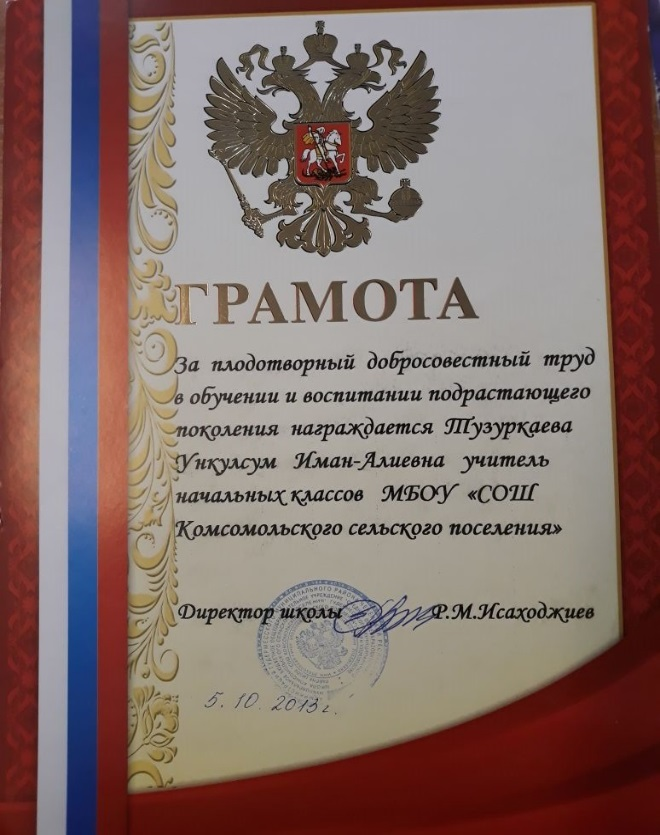 ГРАМОТА
За плодотворный добросовестный труд
в обучении и воспитании подрастающего
поколения награждается Тузуркаева
Ункулсум Иман-Алиевна учитель
начальных классов МБОУ «СОШ
Комсомольского сельского поселения»
Директор школы Р.М.Исаходжиев
5.10.2013г.